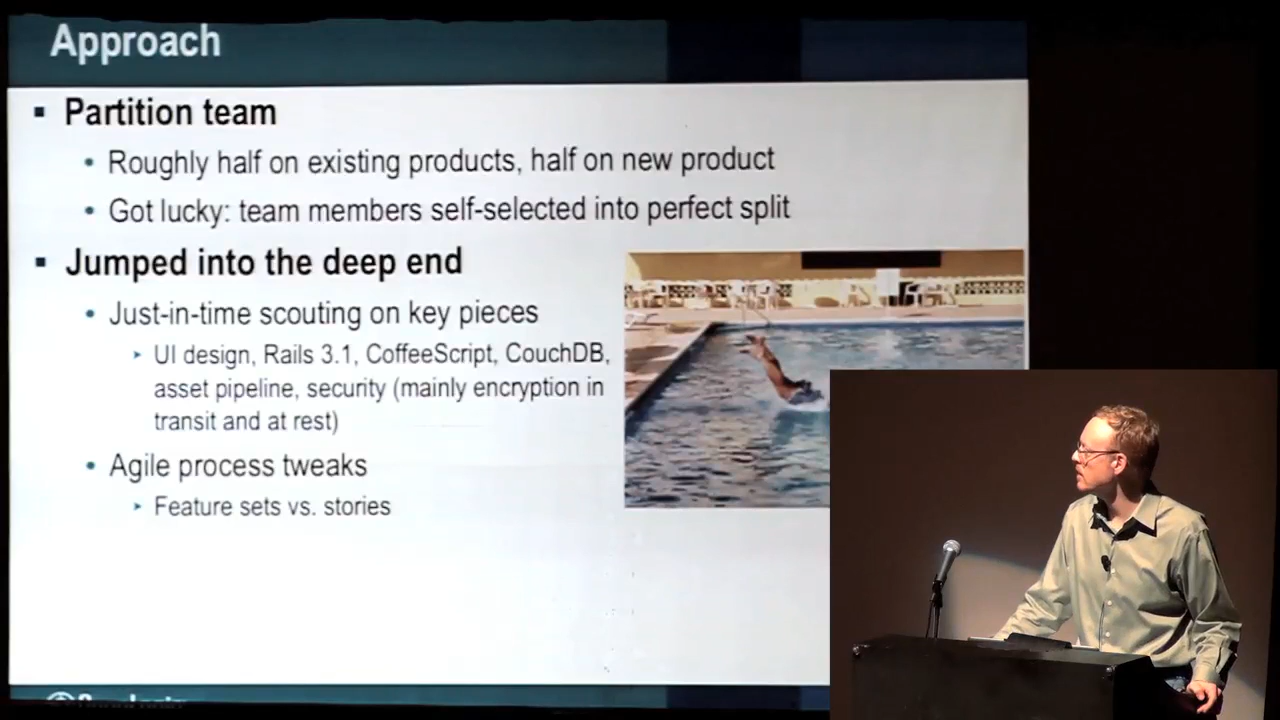 Approach
Partition team
Roughly half on existing products, half on new product
Got lucky: team members self-selected into perfect split
Jumped into the deep end
Just-in-time scouting on key pieces
UI design, Rails 3.1, CoffeeScript, CouchDB,
asset pipeline, security (mainly encryption in
transit and at rest)
Agile process tweaks
Feature sets vs. stories